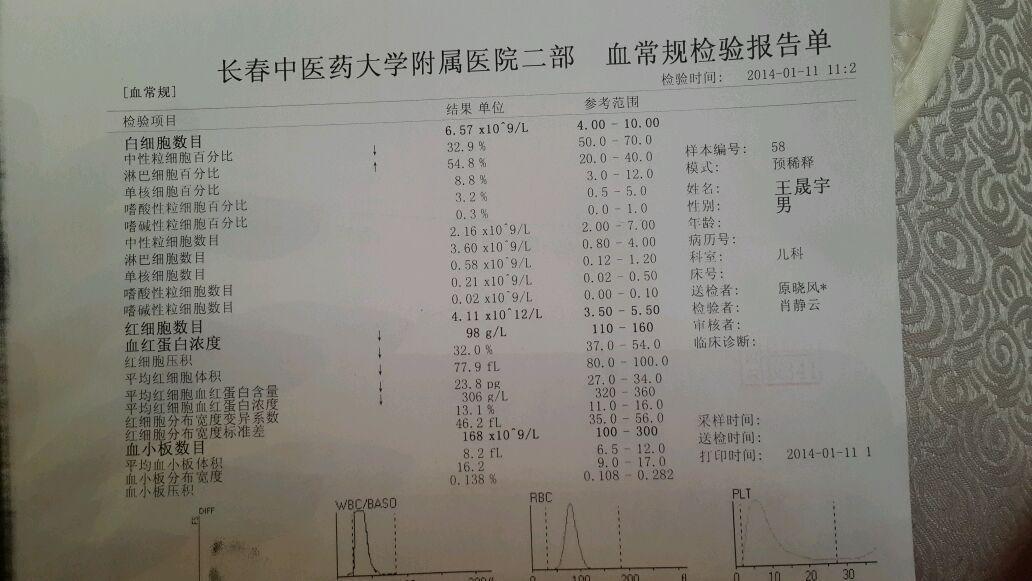 长春中医药大学附属医院二部 血常规检验报告单
[血常规] 检验时间: 2014-01-11 11:2
检验项目 结果 单位 参考范围
白细胞数目 6.57 x10^9/L 4.00 - 10.00
中性粒细胞百分比 ↓ 32.9 % 50.0 - 70.0
淋巴细胞百分比 ↑ 54.8 % 20.0 - 40.0
单核细胞百分比 8.8 % 3.0 - 12.0
嗜酸性粒细胞百分比 3.2 % 0.5 - 5.0
嗜碱性粒细胞百分比 0.3 % 0.0 - 1.0
中性粒细胞数目 2.16 x10^9/L 2.00 - 7.00
淋巴细胞数目 3.60 x10^9/L 0.80 - 4.00
单核细胞数目 0.58 x10^9/L 0.12 - 1.20
嗜酸性粒细胞数目 0.21 x10^9/L 0.02 - 0.50
嗜碱性粒细胞数目 0.02 x10^9/L 0.00 - 0.10
红细胞数目 4.11 x10^12/L 3.50 - 5.50
血红蛋白浓度 ↓ 98 g/L 110 - 160
红细胞压积 ↓ 32.0 % 37.0 - 54.0
平均红细胞体积 ↓ 77.9 fL 80.0 - 100.0
平均红细胞血红蛋白含量 ↓ 23.8 pg 27.0 - 34.0
平均红细胞血红蛋白浓度 ↓ 306 g/L 320 - 360
红细胞分布宽度变异系数 13.1 % 11.0 - 16.0
红细胞分布宽度标准差 46.2 fL 35.0 - 56.0
血小板数目 168 x10^9/L 100 - 300
平均血小板体积 8.2 fL 6.5 - 12.0
血小板分布宽度 16.2 9.0 - 17.0
血小板压积 0.138 % 0.108 - 0.282
样本编号: 58
模式: 预稀释
姓名: 王晟宇
性别: 男
年龄:
病历号:
科室: 儿科
床号:
送检者: 原晓风*
检验者: 肖静云
审核者:
临床诊断:
采样时间:
送检时间:
打印时间: 2014-01-11 1
DIFF
WBC/BASO
RBC
0 100 200 fl
PLT
0 10 20 30